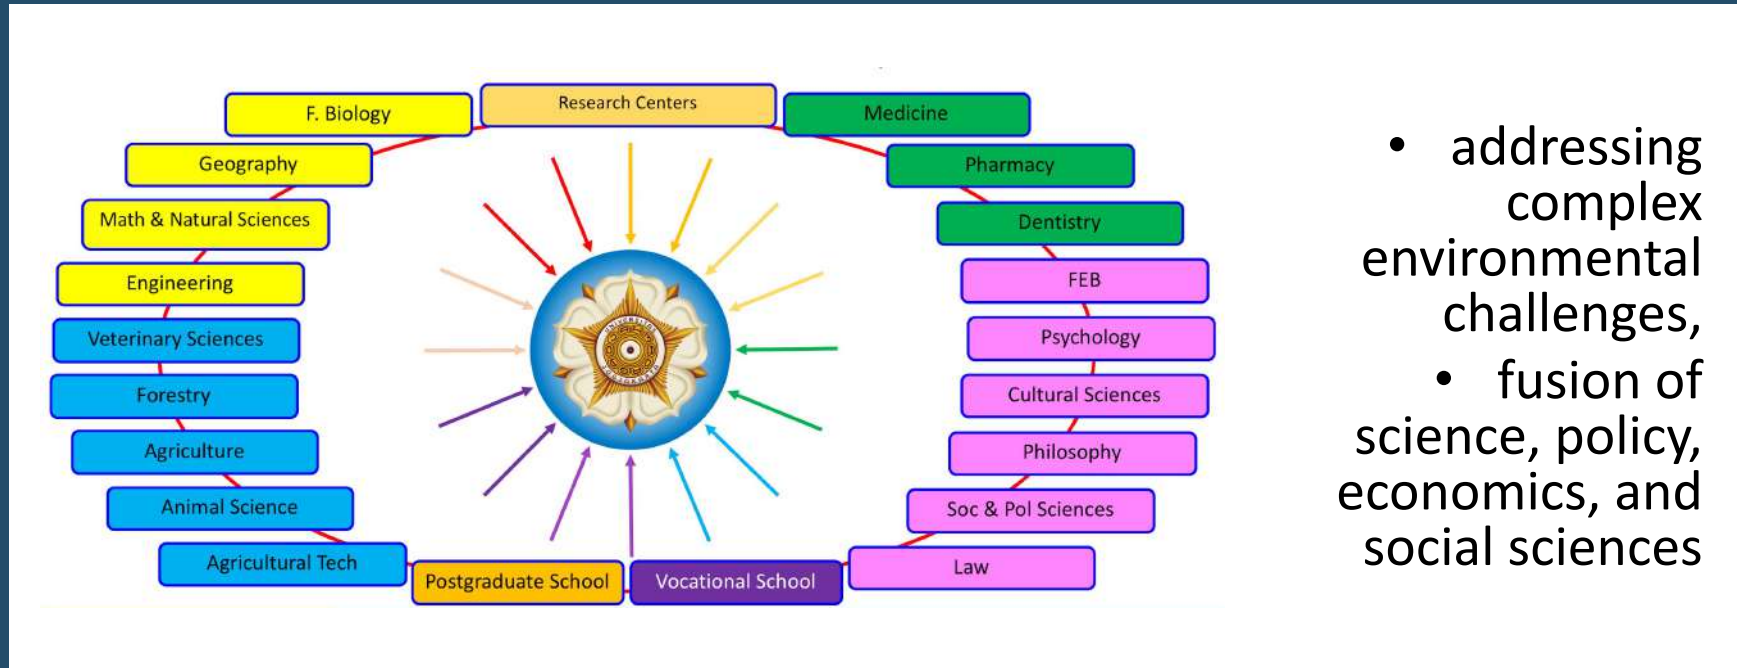 Research Centers
F. Biology
Medicine
Geography
Pharmacy
Math & Natural Sciences
Dentistry
Engineering
FEB
Veterinary Sciences
Psychology
Forestry
Cultural Sciences
Agriculture
Philosophy
Animal Science
Soc & Pol Sciences
Agricultural Tech
Law
Postgraduate School
Vocational School
• addressing
complex
environmental
challenges,
• fusion of
science, policy,
economics, and
social sciences